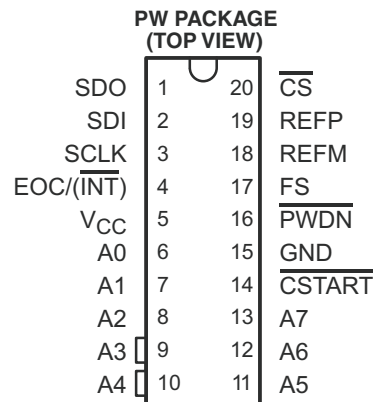 PW PACKAGE
(TOP VIEW)
SDO 1 20 CS
SDI 2 19 REFP
SCLK 3 18 REFM
EOC/(INT) 4 17 FS
VCC 5 16 PWDN
A0 6 15 GND
A1 7 14 CSTART
A2 8 13 A7
A3 9 12 A6
A4 10 11 A5